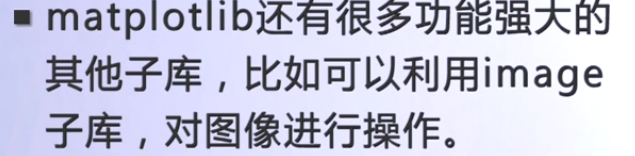 ▪ matplotlib还有很多功能强大的
其他子库，比如可以利用image
子库，对图像进行操作。